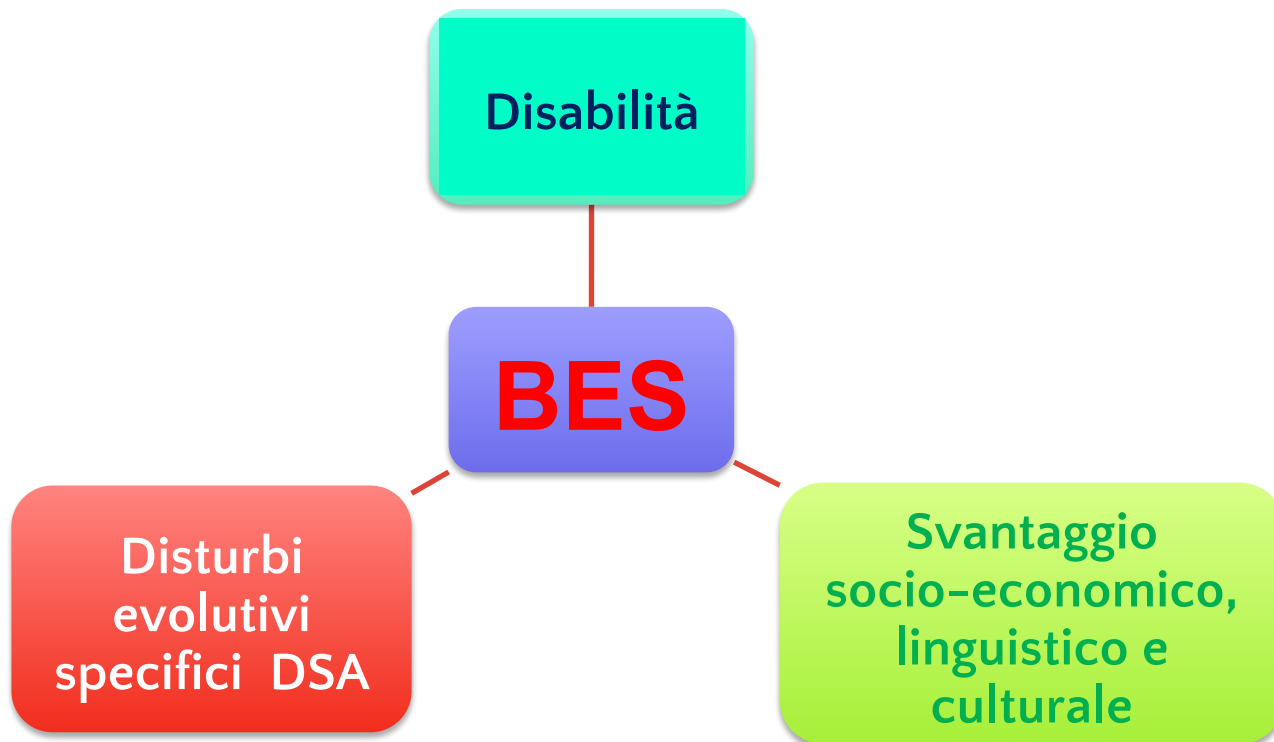 Disabilità
BES
Disturbi
evolutivi
specifici DSA
Svantaggio
socio-economico,
linguistico e
culturale